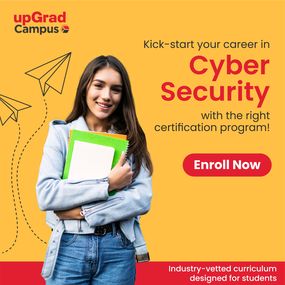 upGrad
Campus
Kick-start your career in
Cyber
Security
with the right
certification program!
Enroll Now
Industry-vetted curriculum
designed for students